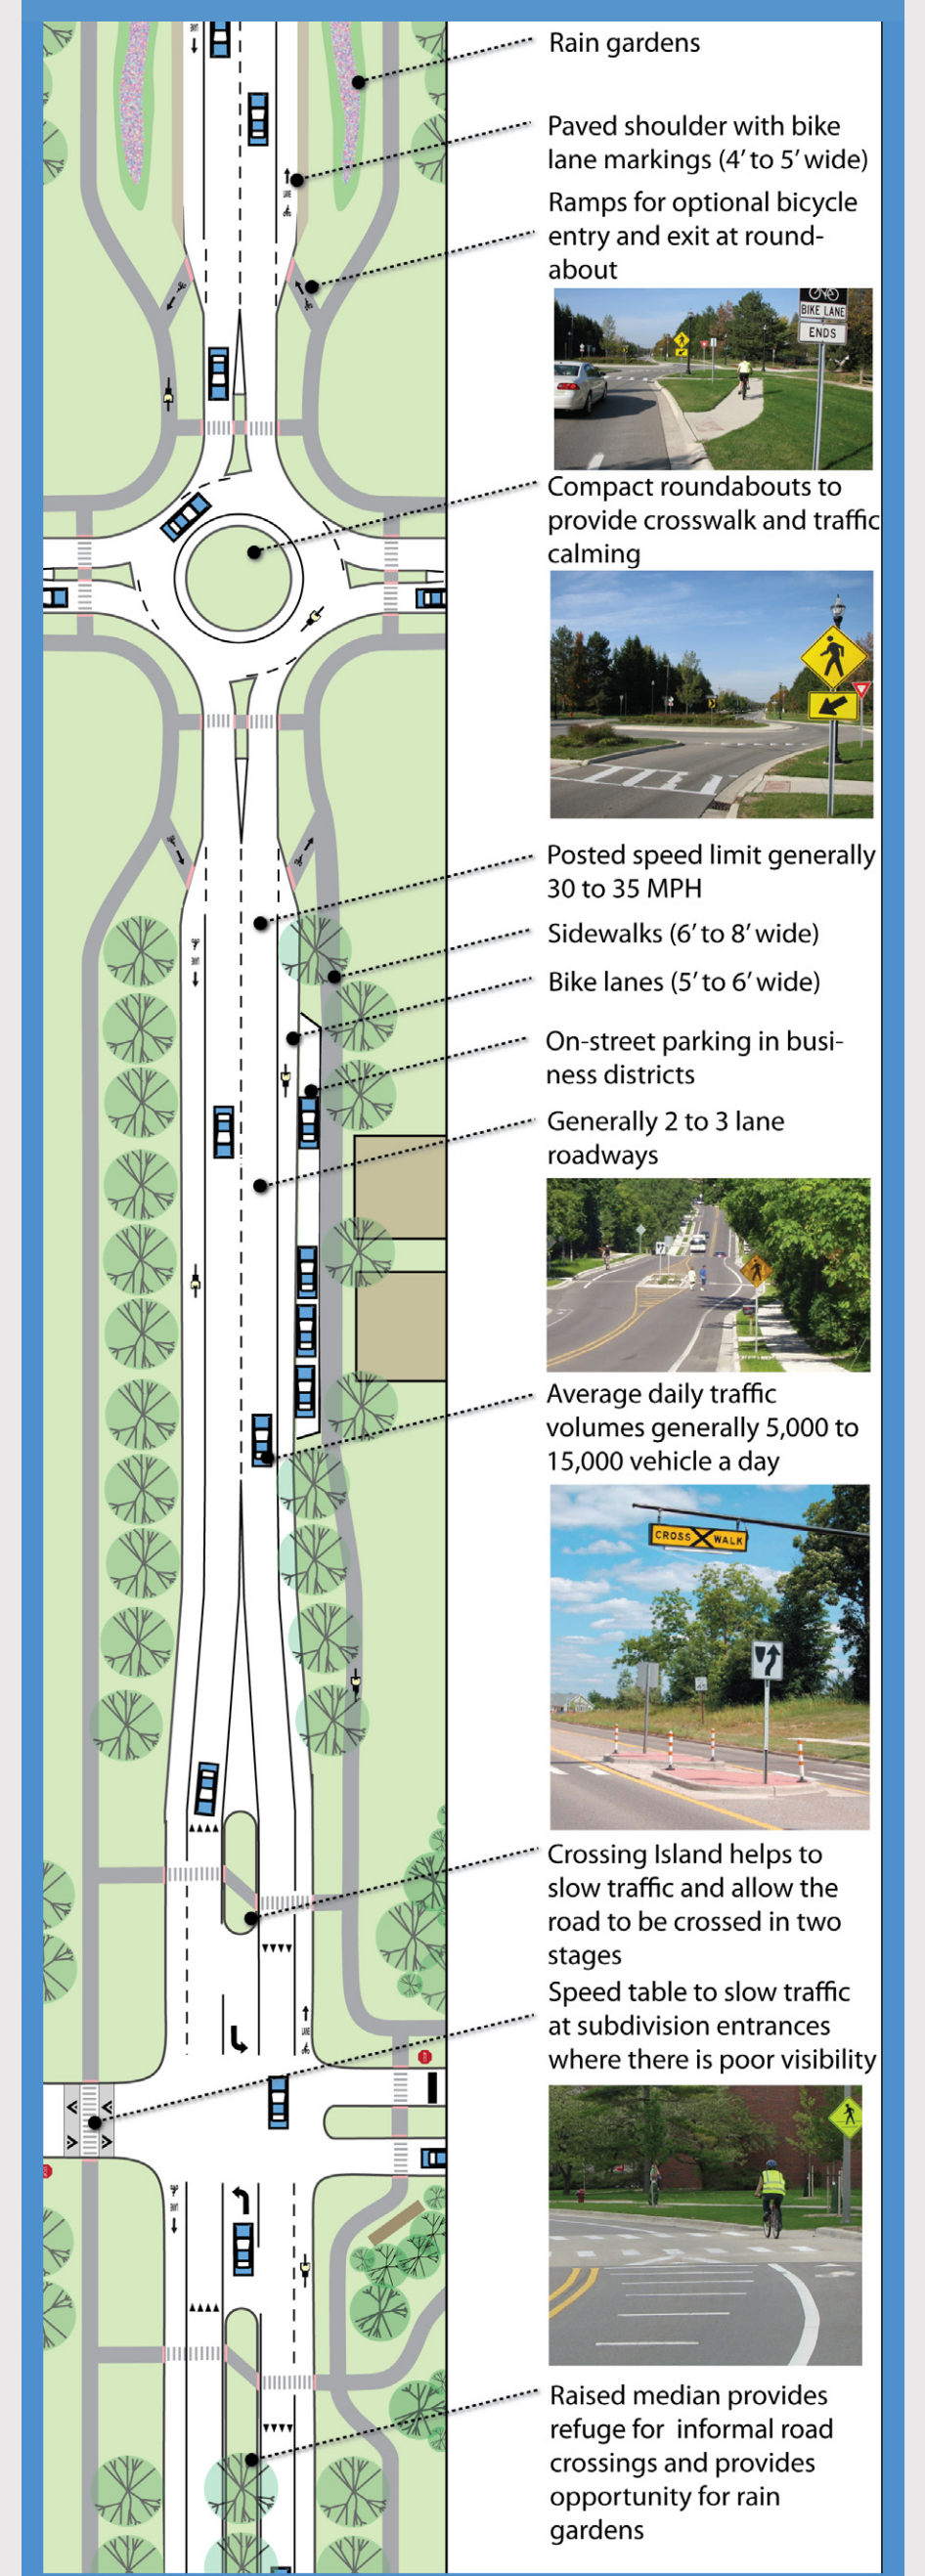 Rain gardens
Paved shoulder with bike
lane markings (4' to 5' wide)
Ramps for optional bicycle
entry and exit at round-
about
BIKE LANE
ENDS
Compact roundabouts to
provide crosswalk and traffic
calming
Posted speed limit generally
30 to 35 MPH
Sidewalks (6' to 8' wide)
Bike lanes (5' to 6' wide)
On-street parking in busi-
ness districts
Generally 2 to 3 lane
roadways
Average daily traffic
volumes generally 5,000 to
15,000 vehicle a day
CROSS WALK
Crossing Island helps to
slow traffic and allow the
road to be crossed in two
stages
Speed table to slow traffic
at subdivision entrances
where there is poor visibility
Raised median provides
refuge for informal road
crossings and provides
opportunity for rain
gardens